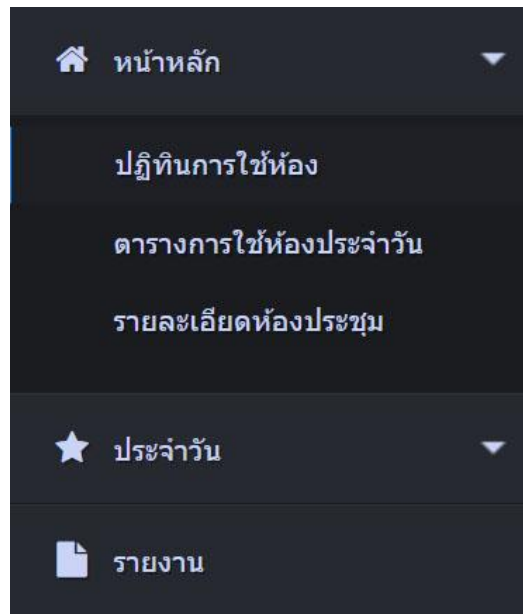 หน้าหลัก
ปฏิทินการใช้ห้อง
ตารางการใช้ห้องประจำวัน
รายละเอียดห้องประชุม
ประจำวัน
รายงาน